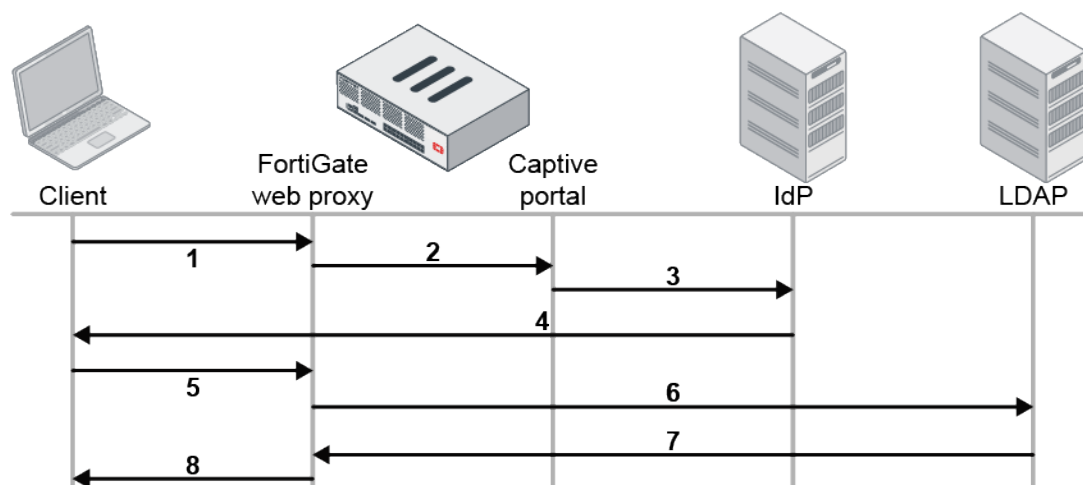 Client
FortiGate
web proxy
Captive
portal
IdP
LDAP
1
2
3
4
5
6
7
8